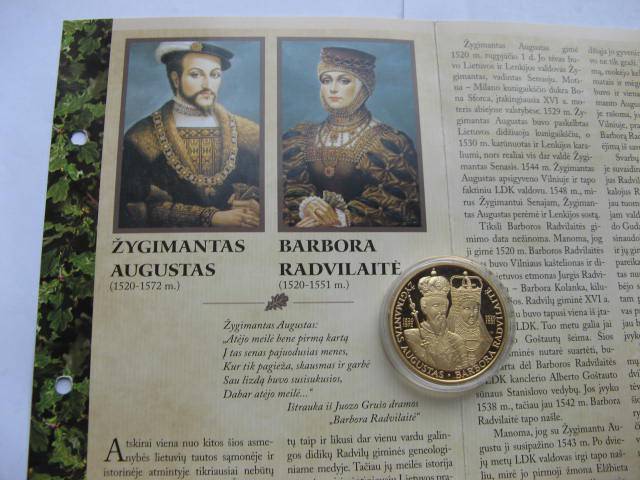 ŽYGIMANTAS
AUGUSTAS
(1520-1572 m.)
BARBORA
RADVILAITĖ
(1520-1551 m.)
Žygimantas Augustas:
„Atėjo meilė bene pirmą kartą
Į tas senas pajuodusias menes,
Kur tik pagieža, skausmas ir garbė
Sau lizdą buvo susisukusios,
Dabar atėjo meilė..."
Ištrauka iš Juozo Grušo dramos
„Barbora Radvilaitė"
Atskirai viena nuo kitos šios asme-
nybės lietuvių tautos sąmonėje ir
istorinėje atmintyje tikriausiai nebūtų
tų taip ir likusi dar vienu vardu galingos
didikų Radvilų giminės genealogi-
niame medyje. Tačiau jų meilės istorija
Žygimantas Augustas gimė
1520 m. rugpjūčio 1 d. Jo tėvas buvo
Lietuvos ir Lenkijos valdovas Žy-
gimantas, vadintas Senuoju. Moti-
na – Milano kunigaikščio dukra Bo-
na Sforca, įtakingiausia XVI a. mo-
teris abiejose valstybėse. 1529 m. Žy-
gimantas Augustas buvo paskelbtas
Lietuvos didžiuoju kunigaikščiu, o
1530 m. karūnuotas ir Lenkijos kara-
liumi, nors realiai vis dar valdė Žygi-
mantas Senasis. 1544 m. Žygimantas
Augustas apsigyveno Vilniuje ir tapo
faktiniu LDK valdovu. 1548 m., mi-
rus Žygimantui Senajam, Žygiman-
tas Augustas perėmė ir Lenkijos sostą.
Tiksli Barboros Radvilaitės gi-
mimo data nežinoma. Manoma, jog
ji gimė 1520 m. Barboros Radvilaitės
buvo Vilniaus kaštelionas ir di-
Lietuvos etmonas Jurgis Radvi-
– Barbora Kolanka, kilu-
Nors Radvilų giminė XVI a.
buvo tapusi viena iš įta-
LDK. Tuo metu galia jai
Goštautų šeima. Šios
giminės nutarė suartėti, bu-
darta dėl Barboros Radvilaitės
LDK kanclerio Alberto Goštauto
sūnaus Stanislovo vedybų. Jos įvyko
1538 m., tačiau jau 1542 m. Barbora
Radvilaitė tapo našle.
Manoma, jog su Žygimantu Au-
gustu ji susipažino 1543 m. Po dvie-
jų metų LDK valdovas irgi tapo naš-
liu, mirė jo pirmoji žmona Elžbieta
ŽYGIMANTAS AUGUSTAS • BARBORA RADVILAITĖ